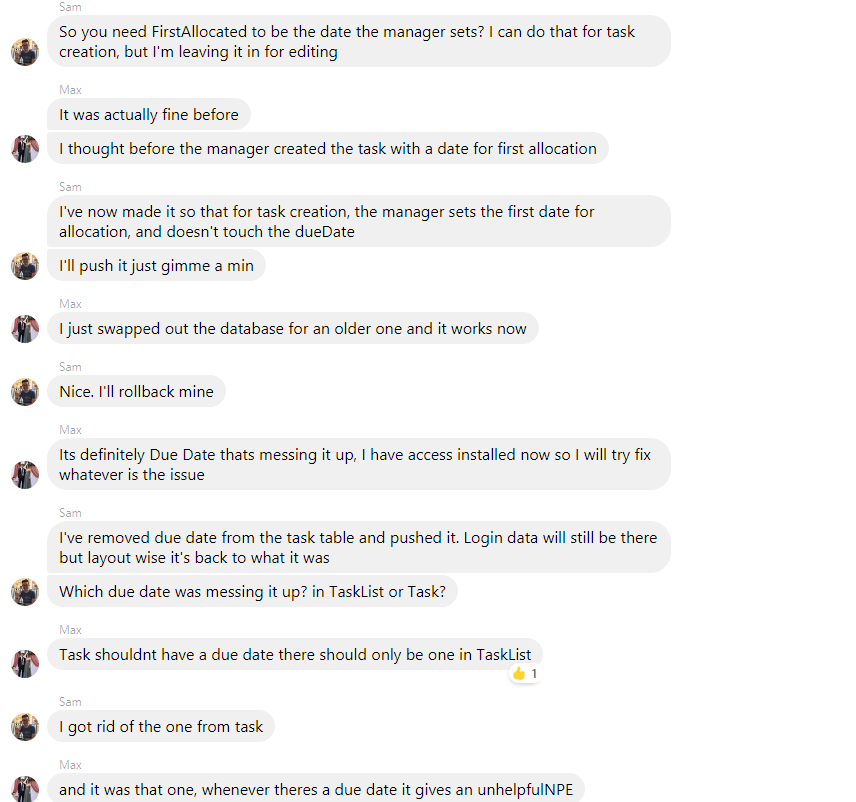 Sam
So you need FirstAllocated to be the date the manager sets? I can do that for task
creation, but I'm leaving it in for editing
Max
It was actually fine before
I thought before the manager created the task with a date for first allocation
Sam
I've now made it so that for task creation, the manager sets the first date for
allocation, and doesn't touch the dueDate
I'll push it just gimme a min
Max
I just swapped out the database for an older one and it works now
Sam
Nice. I'll rollback mine
Max
Its definitely Due Date thats messing it up, I have access installed now so I will try fix
whatever is the issue
Sam
I've removed due date from the task table and pushed it. Login data will still be there
but layout wise it's back to what it was
Which due date was messing it up? in TaskList or Task?
Max
Task shouldnt have a due date there should only be one in TaskList
1
Sam
I got rid of the one from task
Max
and it was that one, whenever theres a due date it gives an unhelpfulNPE